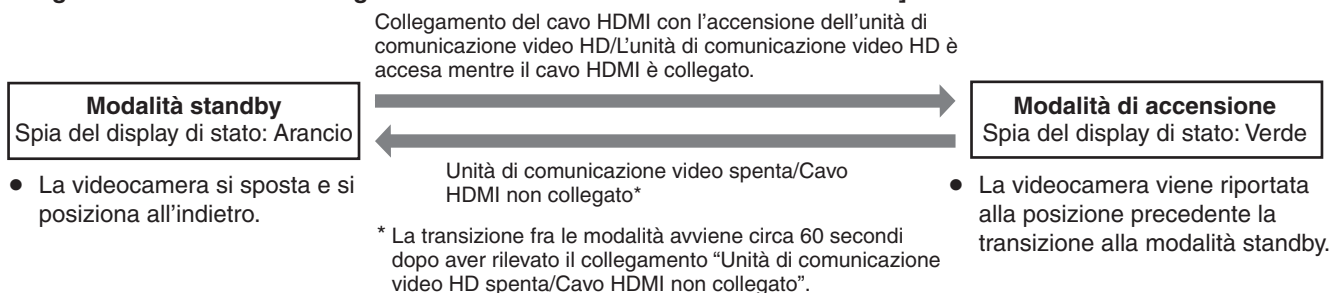 Collegamento del cavo HDMI con l'accensione dell'unità di
comunicazione video HD/L'unità di comunicazione video HD è
accesa mentre il cavo HDMI è collegato.
Modalità standby
Spia del display di stato: Arancio
Modalità di accensione
Spia del display di stato: Verde
Unità di comunicazione video spenta/Cavo
HDMI non collegato*
• La videocamera si sposta e si
posiziona all'indietro.
• La videocamera viene riportata
alla posizione precedente la
transizione alla modalità standby.
* La transizione fra le modalità avviene circa 60 secondi
dopo aver rilevato il collegamento “Unità di comunicazione
video HD spenta/Cavo HDMI non collegato”.